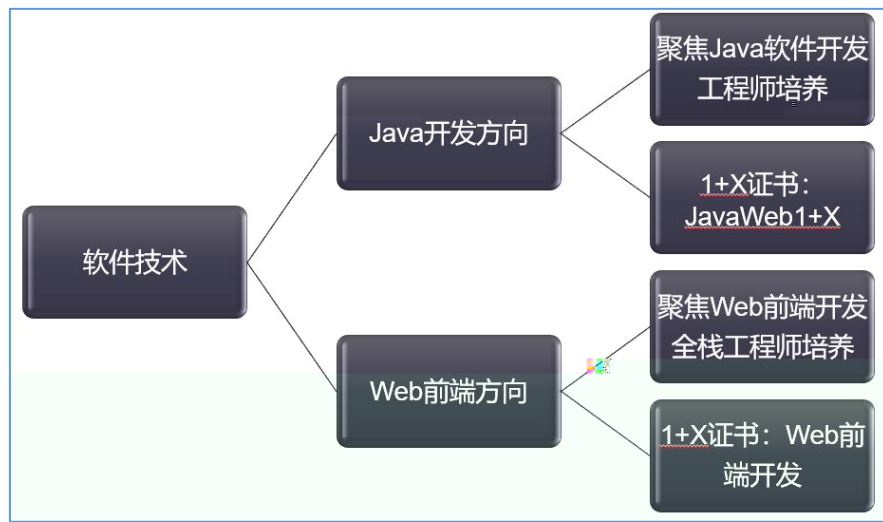 聚焦Java软件开发
工程师培养
Java开发方向
1+X证书：
JavaWeb1+X
软件技术
聚焦Web前端开发
全栈工程师培养
Web前端方向
1+X证书：Web前
端开发